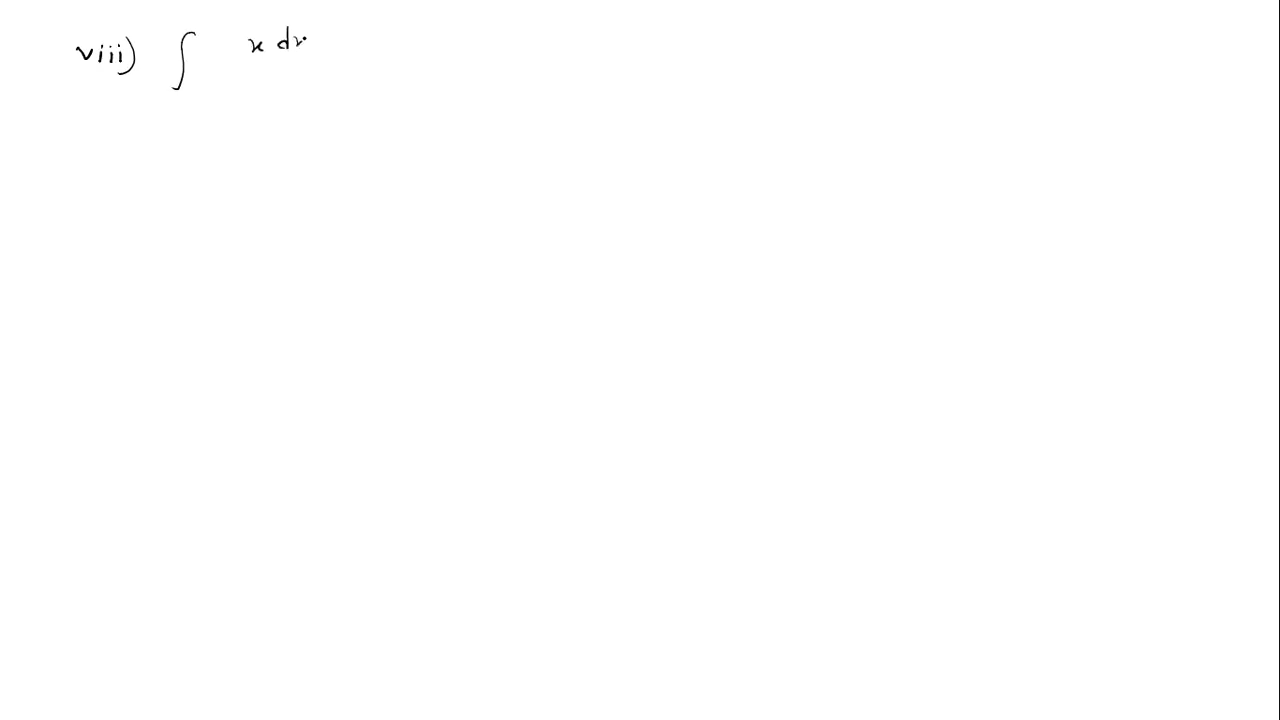 viii) ∫ x dx